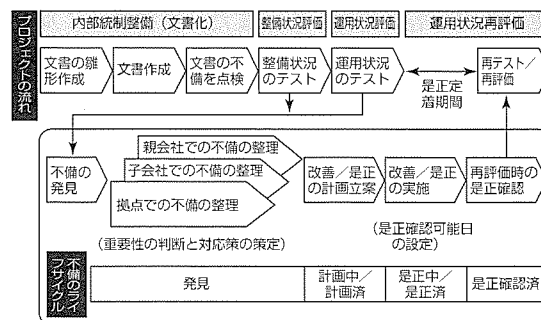 プロジェクトの流れ
内部統制整備（文書化）
整備状況評価
運用状況評価
運用状況再評価
文書の雛
形作成
文書作成
文書の不
備を点検
整備状況
のテスト
運用状況
のテスト
是正定
着期間
再テスト／
再評価
不備の
発見
親会社での不備の整理
子会社での不備の整理
拠点での不備の整理
（重要性の判断と対応策の策定）
改善／是正
の計画立案
改善／是正
の実施
再評価時の
是正確認
（是正確認可能日
の設定）
不備のライ
フサイクル
発見
計画中／
計画済
是正中／
是正済
是正確認済